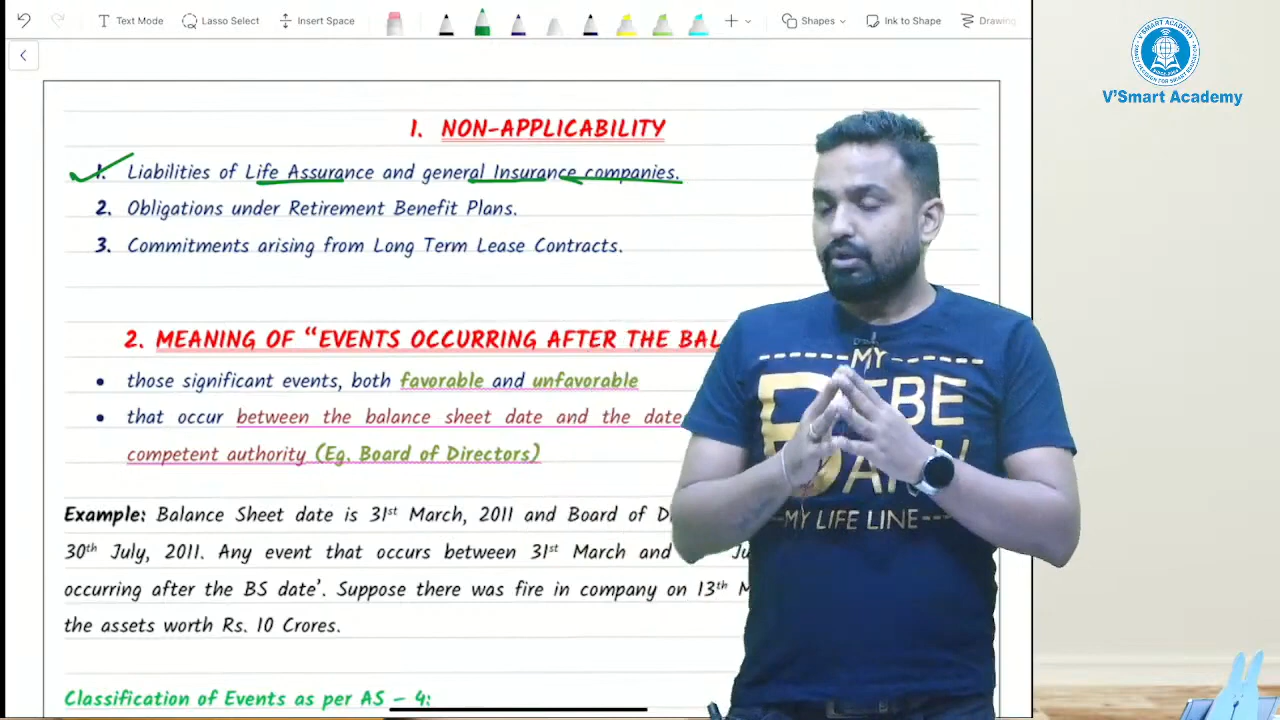 Text Mode
Lasso Select
Insert Space
Shapes
Ink to Shape
Drawing
V'SMART ACADEMY
V'Smart Academy
1. NON-APPLICABILITY
1. Liabilities of Life Assurance and general Insurance companies.
2. Obligations under Retirement Benefit Plans.
3. Commitments arising from Long Term Lease Contracts.
2. MEANING OF “EVENTS OCCURRING AFTER THE BAL
• those significant events, both favorable and unfavorable
• that occur between the balance sheet date and the date
competent authority (Eg. Board of Directors)
Example: Balance Sheet date is 31st March, 2011 and Board of D
30th July, 2011. Any event that occurs between 31st March and Ju
occurring after the BS date’. Suppose there was fire in company on 13th M
the assets worth Rs. 10 Crores.
Classification of Events as per AS – 4:
MY
MY LIFE LINE